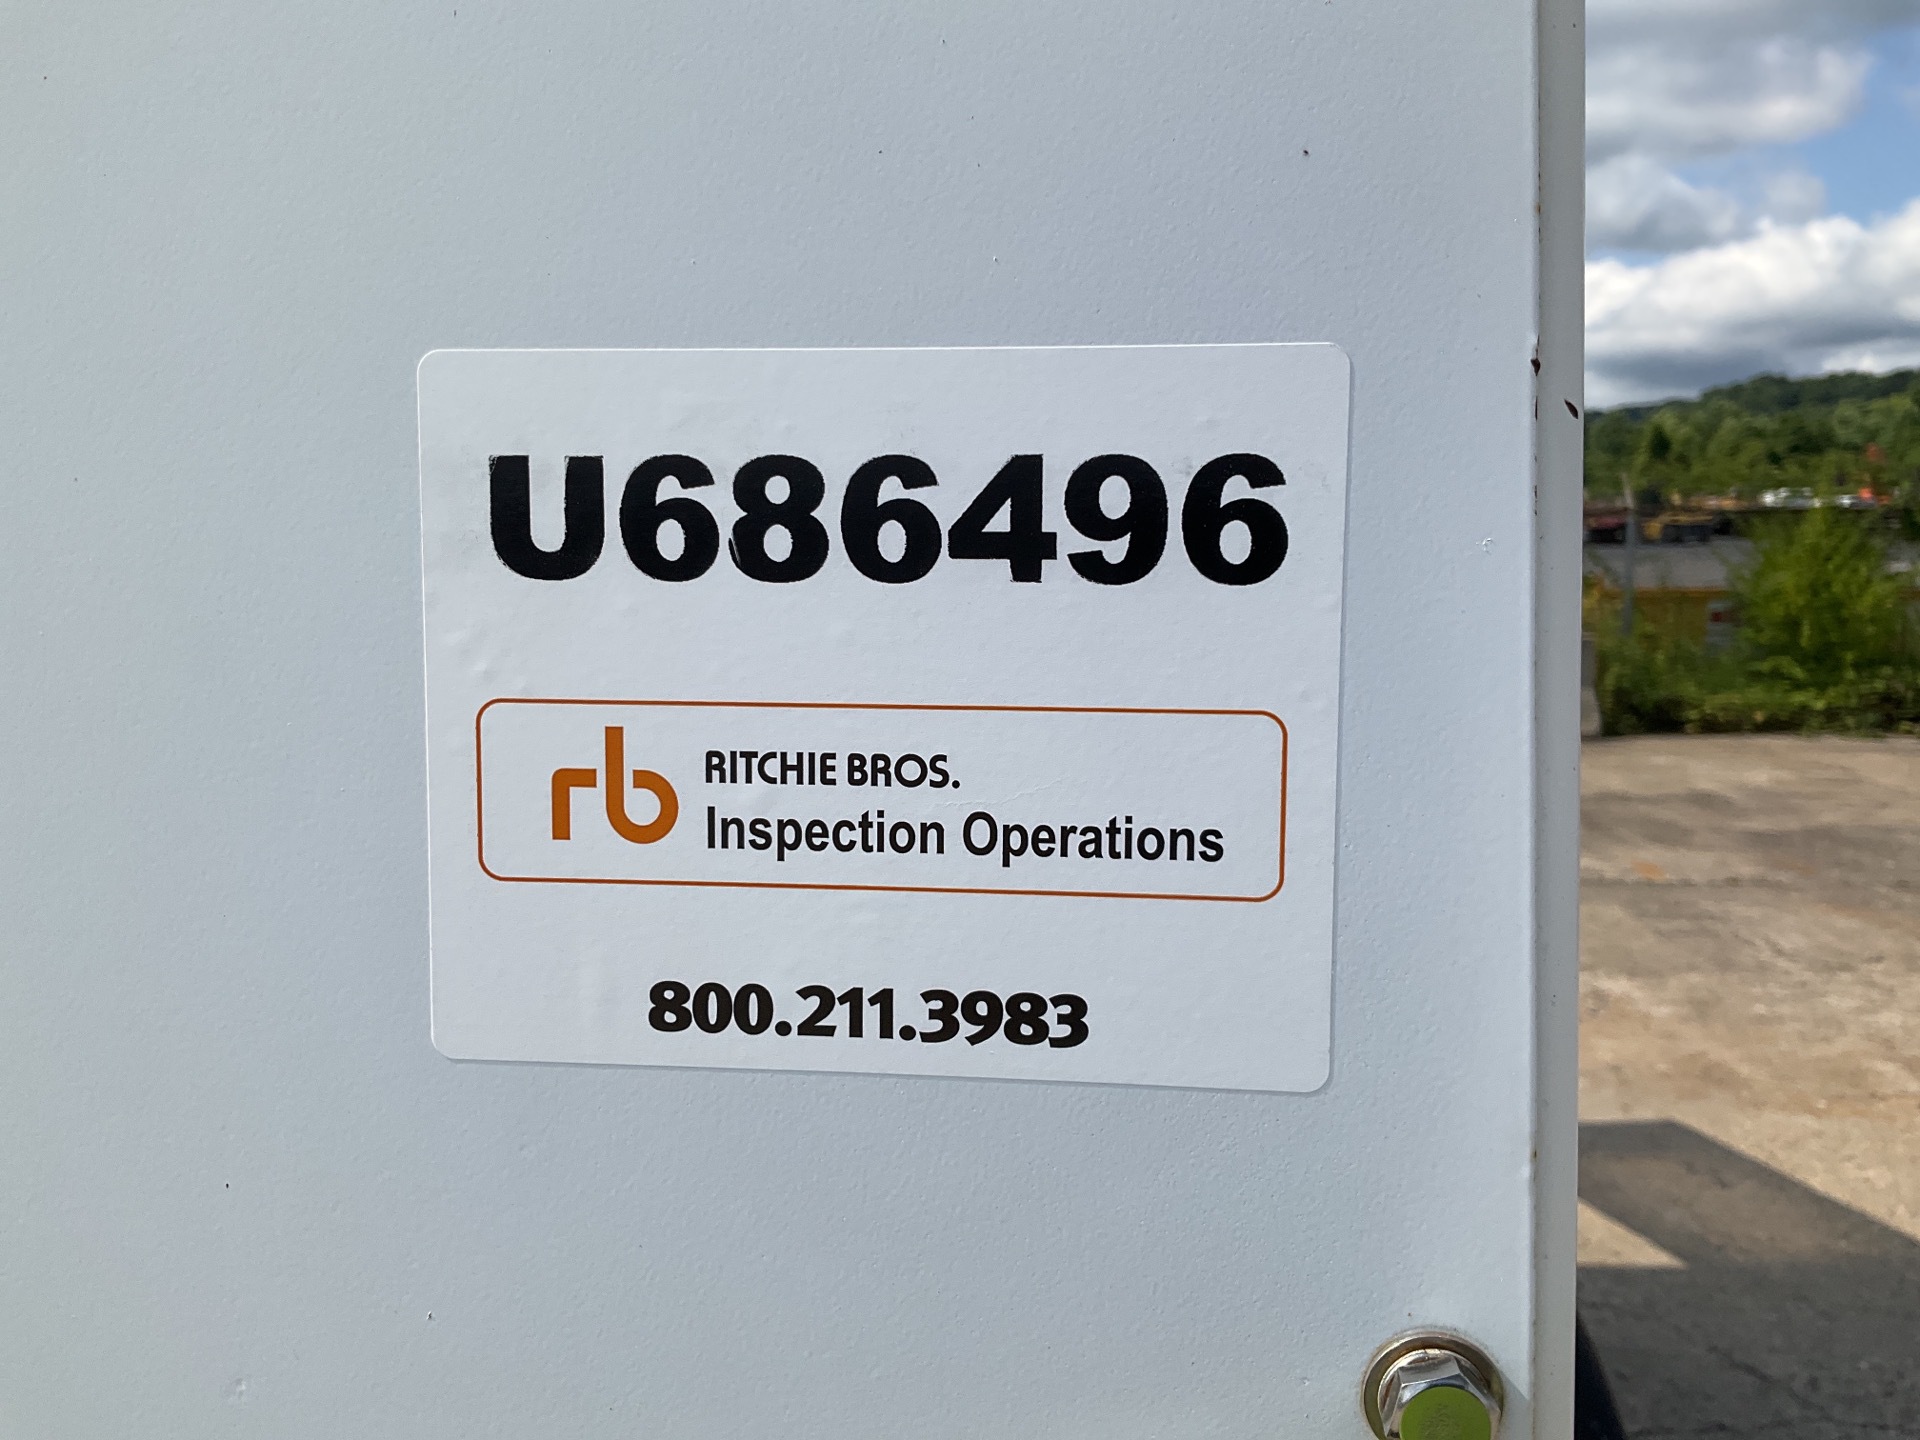 U686496
rb
RITCHIE BROS.
Inspection Operations
800.211.3983